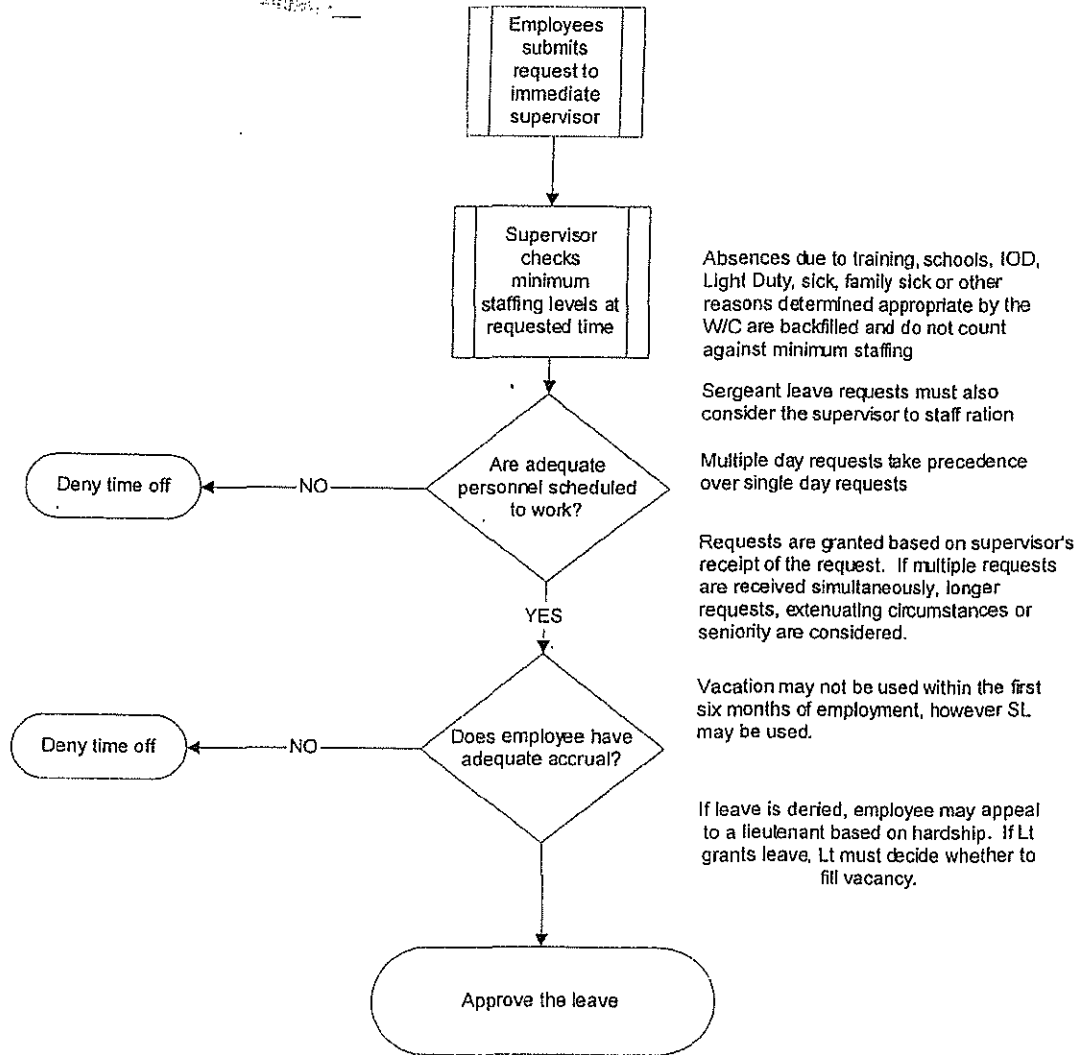 Employees
submits
request to
immediate
supervisor
Supervisor
checks
minimum
staffing levels at
requested time
Absences due to training, schools, IOD,
Light Duty, sick, family sick or other
reasons determined appropriate by the
W/C are backfilled and do not count
against minimum staffing
Sergeant leave requests must also
consider the supervisor to staff ration
Are adequate
personnel scheduled
to work?
NO
Deny time off
Multiple day requests take precedence
over single day requests
Requests are granted based on supervisor's
receipt of the request. If multiple requests
are received simultaneously, longer
requests, extenuating circumstances or
seniority are considered.
YES
Does employee have
adequate accrual?
NO
Deny time off
Vacation may not be used within the first
six months of employment, however SL
may be used.
If leave is denied, employee may appeal
to a lieutenant based on hardship. If Lt
grants leave, Lt must decide whether to
fill vacancy.
Approve the leave